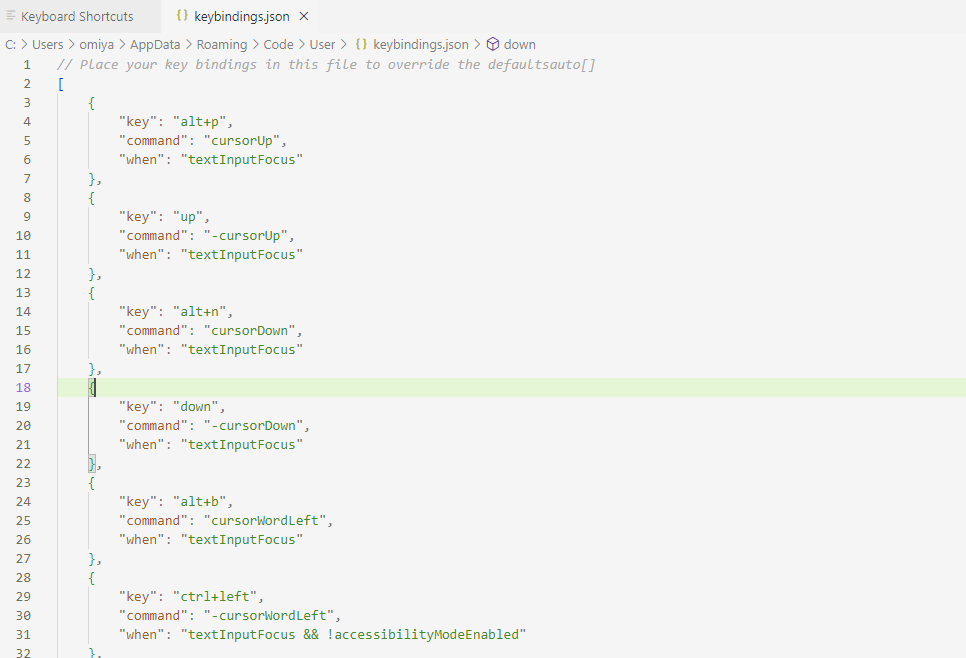 Keyboard Shortcuts {} keybindings.json ×
C: > Users > omiya > AppData > Roaming > Code > User > {} keybindings.json > down
1 // Place your key bindings in this file to override the defaultsauto[]
2 [
3 {
4 "key": "alt+p",
5 "command": "cursorUp",
6 "when": "textInputFocus"
7 },
8 {
9 "key": "up",
10 "command": "-cursorUp",
11 "when": "textInputFocus"
12 },
13 {
14 "key": "alt+n",
15 "command": "cursorDown",
16 "when": "textInputFocus"
17 },
18 {
19 "key": "down",
20 "command": "-cursorDown",
21 "when": "textInputFocus"
22 },
23 {
24 "key": "alt+b",
25 "command": "cursorWordLeft",
26 "when": "textInputFocus"
27 },
28 {
29 "key": "ctrl+left",
30 "command": "-cursorWordLeft",
31 "when": "textInputFocus && !accessibilityModeEnabled"
32 },